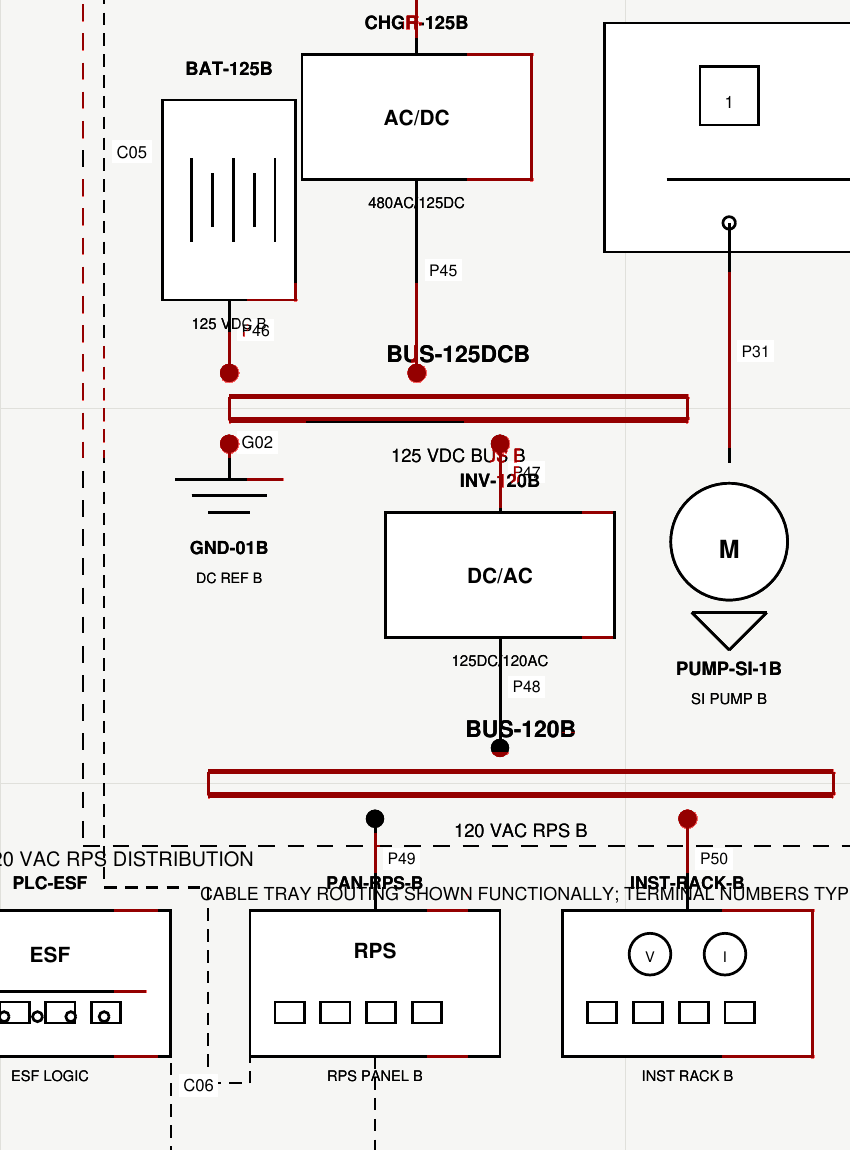 CHGR-125B
BAT-125B
1
AC/DC
C05
480AC/125DC
P45
125 VDC B
P46
P31
BUS-125DCB
G02
125 VDC BUS B
P47
INV-120B
GND-01B
M
DC REF B
DC/AC
125DC/120AC
PUMP-SI-1B
P48
SI PUMP B
BUS-120B
120 VAC RPS B
20 VAC RPS DISTRIBUTION
P49
P50
PLC-ESF
PAN-RPS-B
INST-RACK-B
CABLE TRAY ROUTING SHOWN FUNCTIONALLY; TERMINAL NUMBERS TYP
ESF
RPS
V
I
ESF LOGIC
RPS PANEL B
INST RACK B
C06